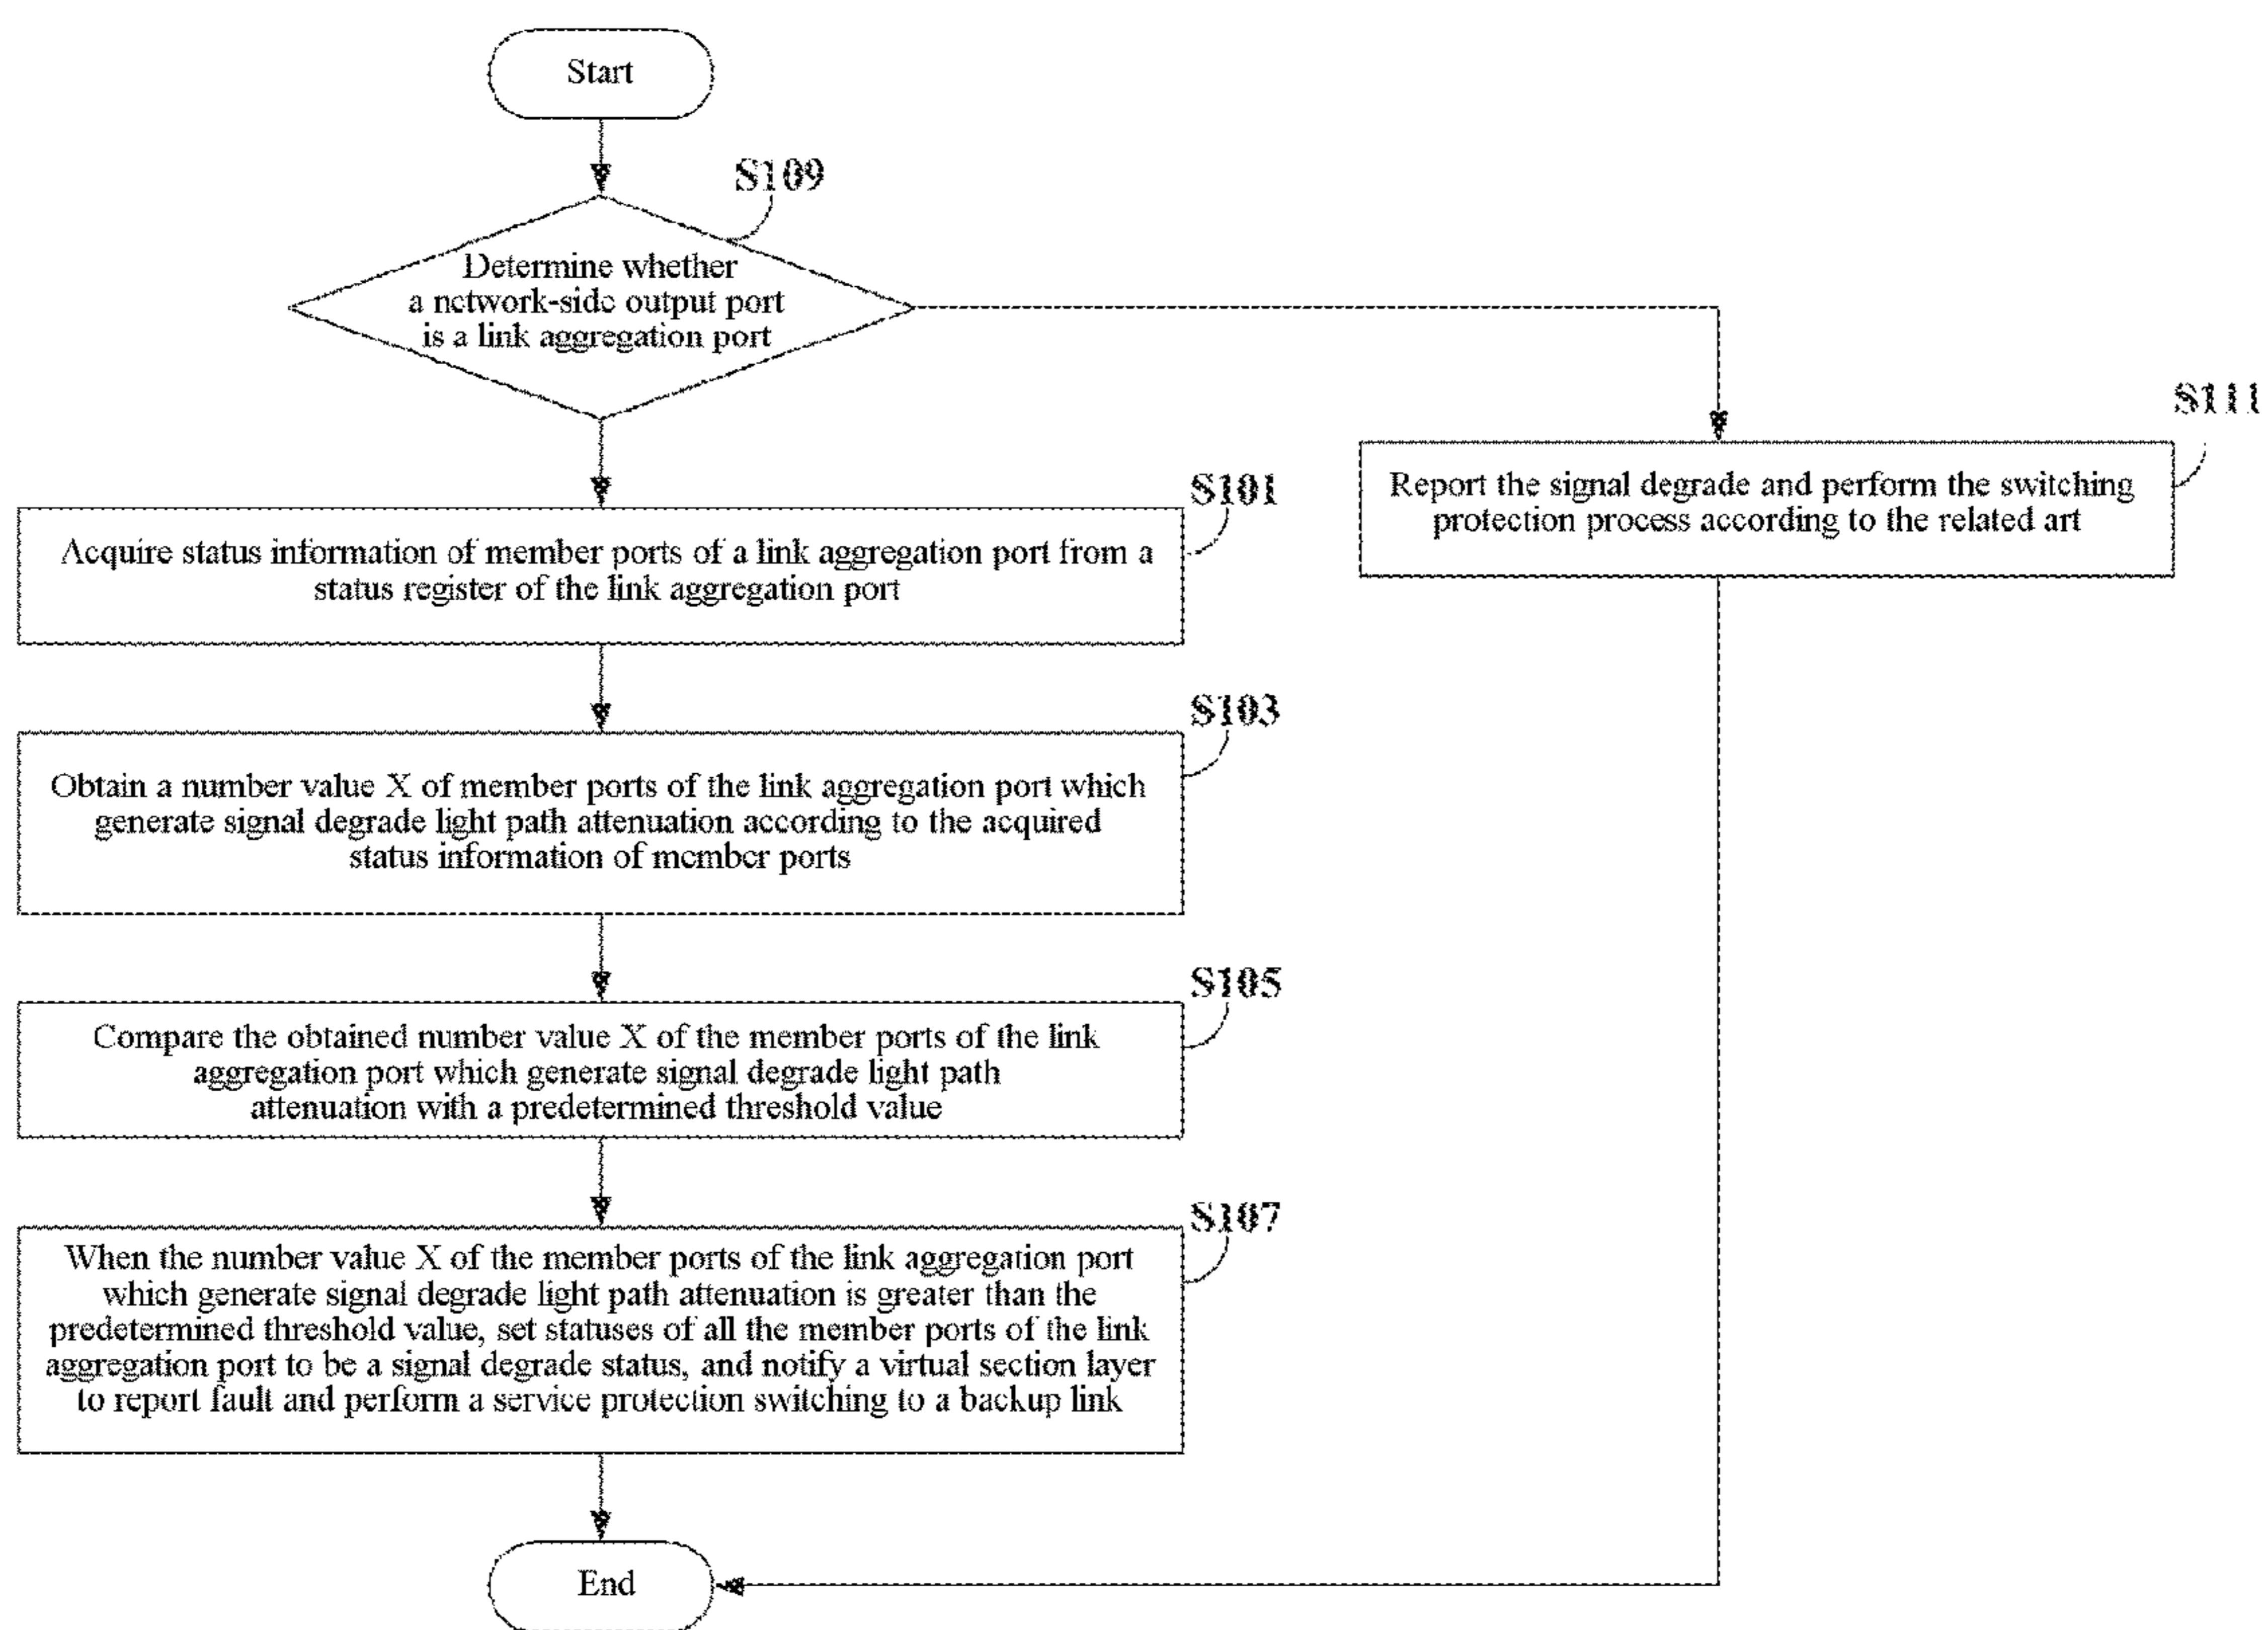 Start
S109
Determine whether
a network-side output port
is a link aggregation port
S111
Report the signal degrade and perform the switching
protection process according to the related art
S101
Acquire status information of member ports of a link aggregation port from a
status register of the link aggregation port
S103
Obtain a number value X of member ports of the link aggregation port which
generate signal degrade light path attenuation according to the acquired
status information of member ports
S105
Compare the obtained number value X of the member ports of the link
aggregation port which generate signal degrade light path
attenuation with a predetermined threshold value
S107
When the number value X of the member ports of the link aggregation port
which generate signal degrade light path attenuation is greater than the
predetermined threshold value, set statuses of all the member ports of the link
aggregation port to be a signal degrade status, and notify a virtual section layer
to report fault and perform a service protection switching to a backup link
End